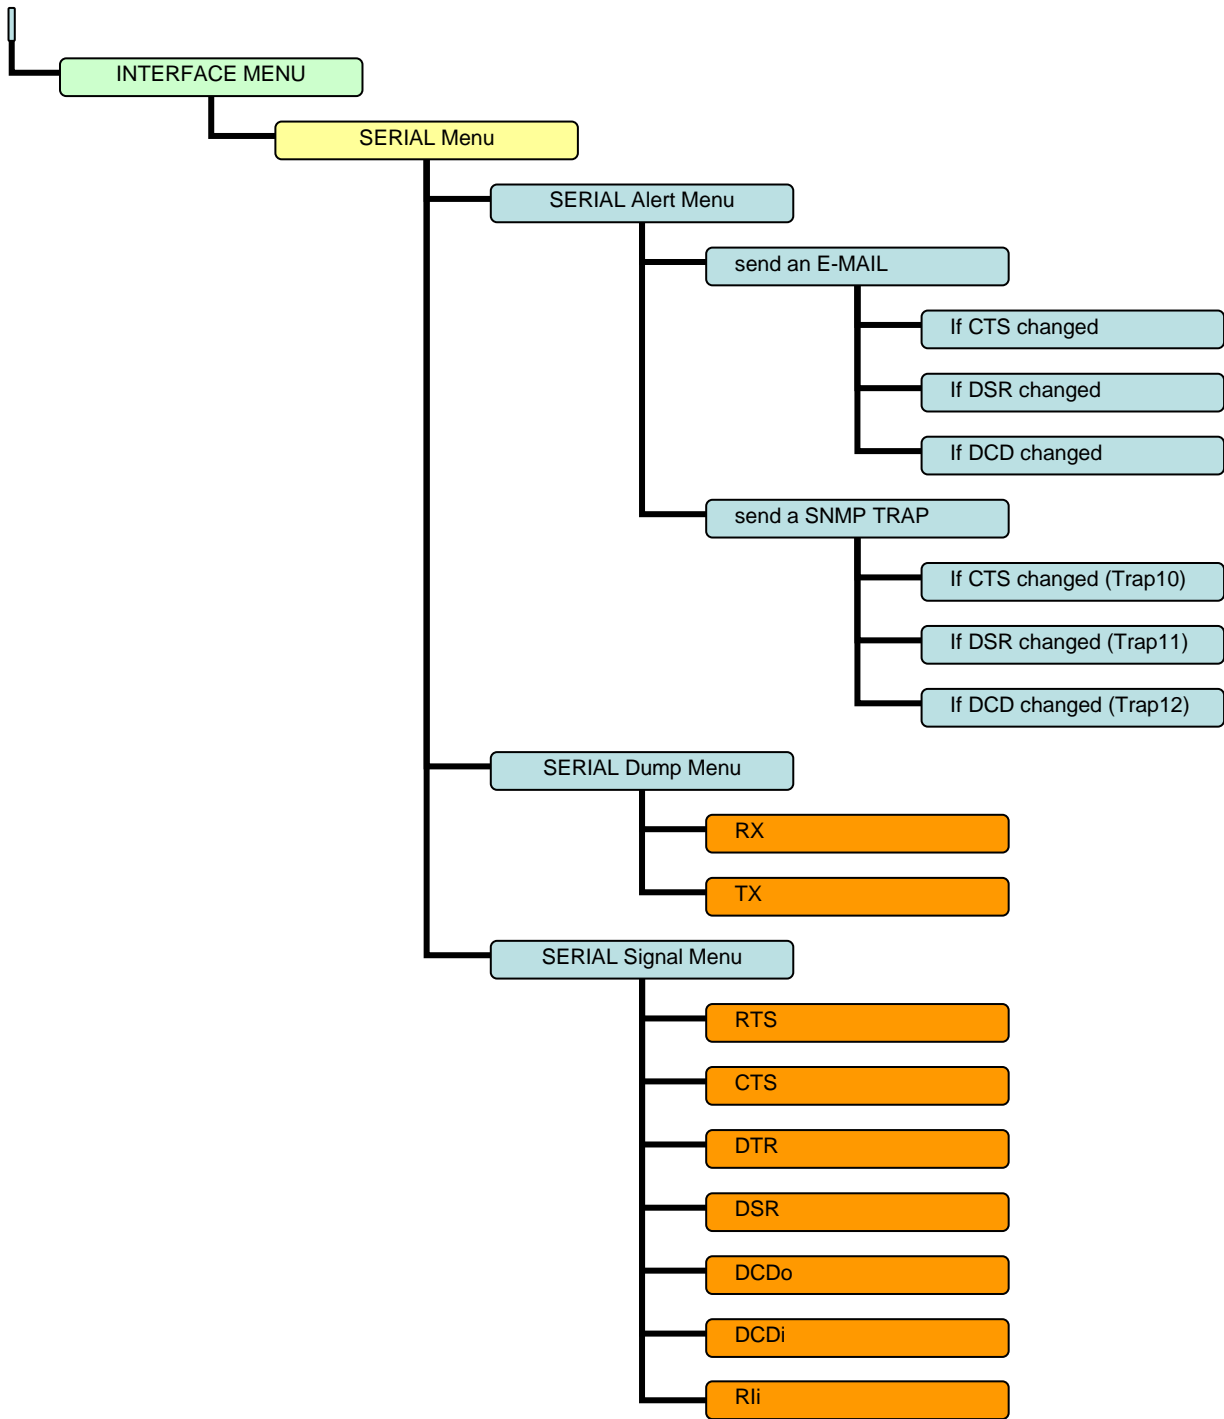 INTERFACE MENU
SERIAL Menu
SERIAL Alert Menu
send an E-MAIL
If CTS changed
If DSR changed
If DCD changed
send a SNMP TRAP
If CTS changed (Trap10)
If DSR changed (Trap11)
If DCD changed (Trap12)
SERIAL Dump Menu
RX
TX
SERIAL Signal Menu
RTS
CTS
DTR
DSR
DCDo
DCDi
RIi